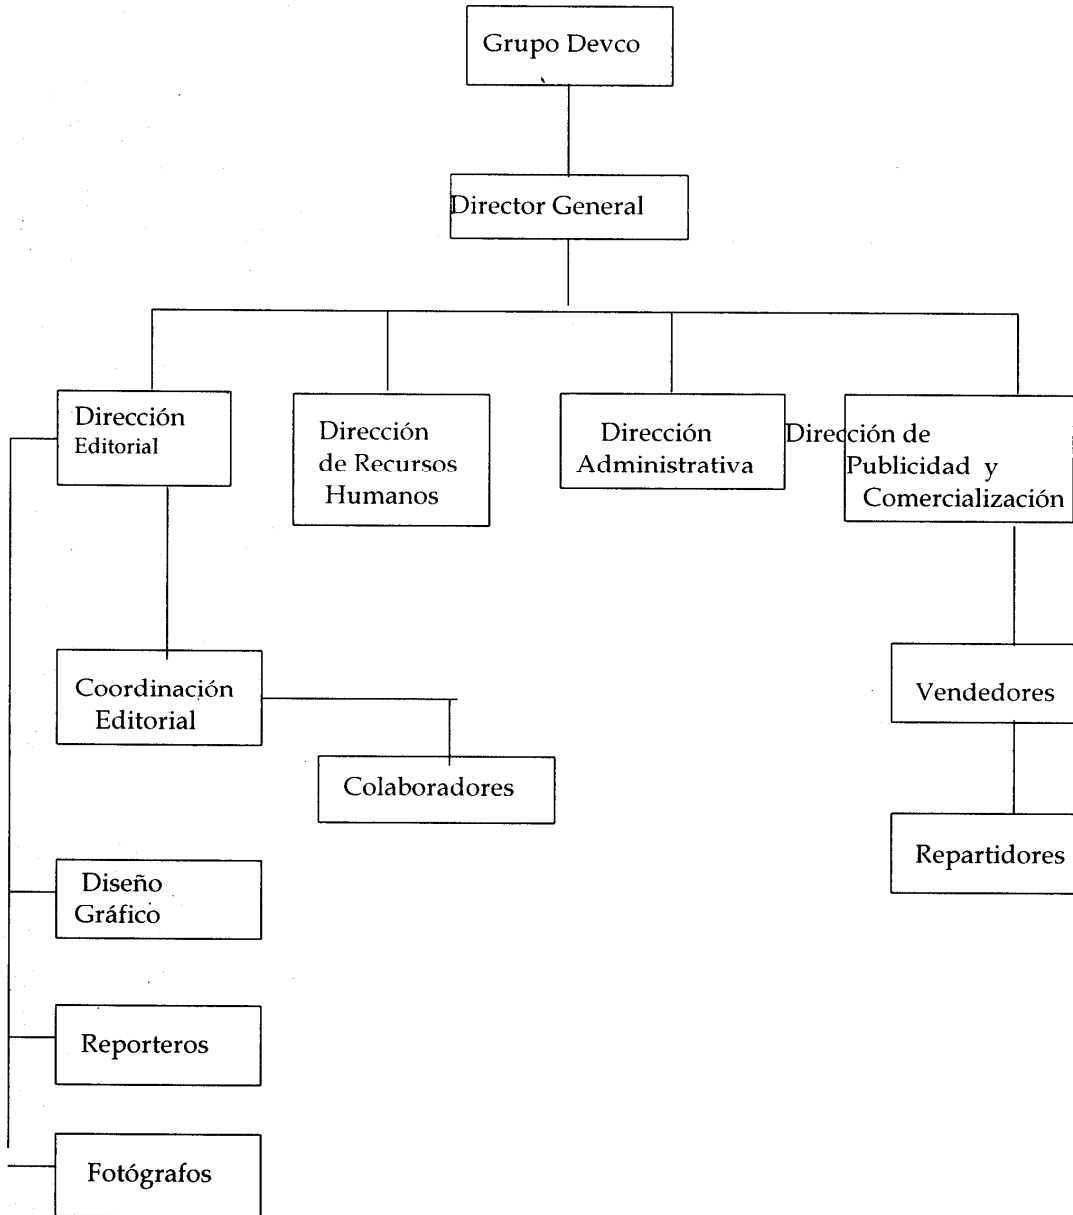 Grupo Devco
Director General
Dirección
Editorial
Dirección
de Recursos
Humanos
Dirección
Administrativa
Dirección de
Publicidad y
Comercialización
Coordinación
Editorial
Colaboradores
Vendedores
Repartidores
Diseño
Gráfico
Reporteros
Fotógrafos